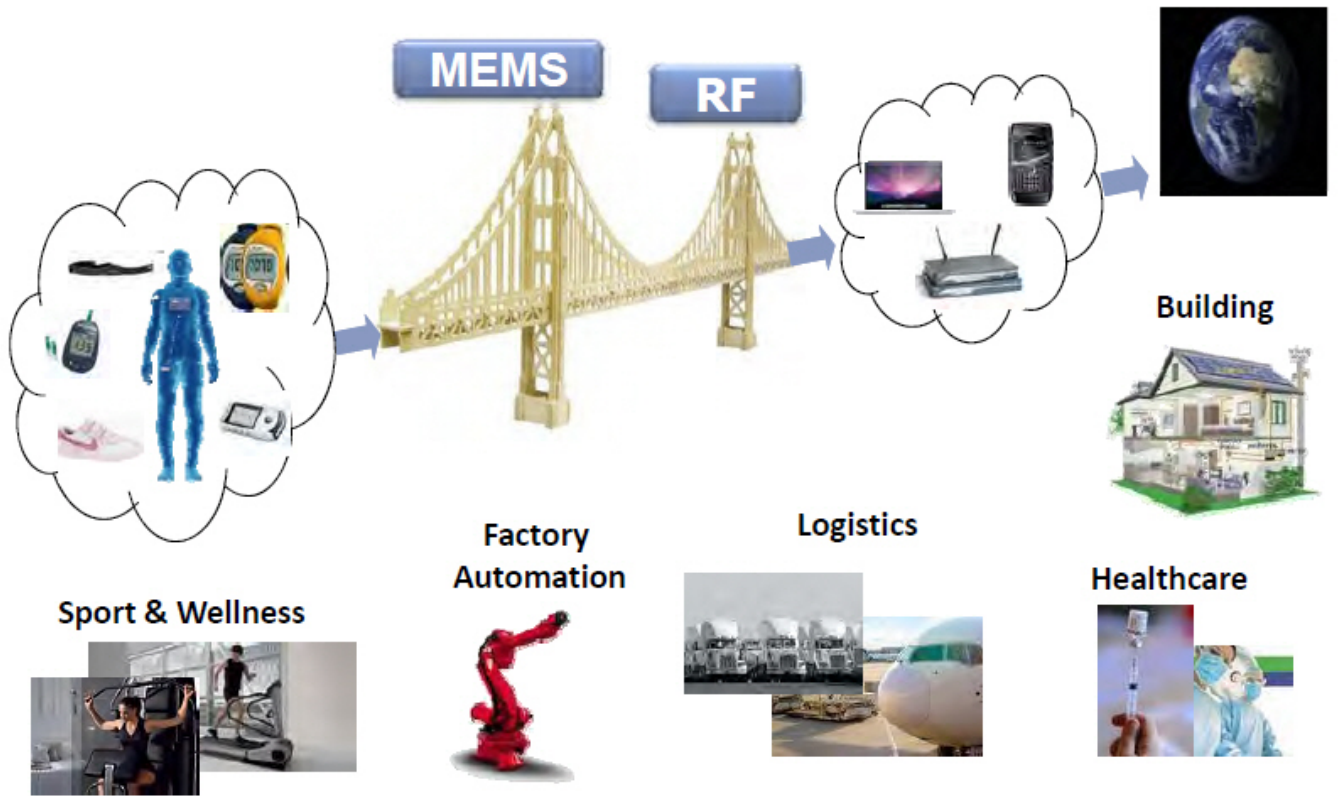 MEMS
RF
Building
Factory
Automation
Logistics
Healthcare
Sport & Wellness